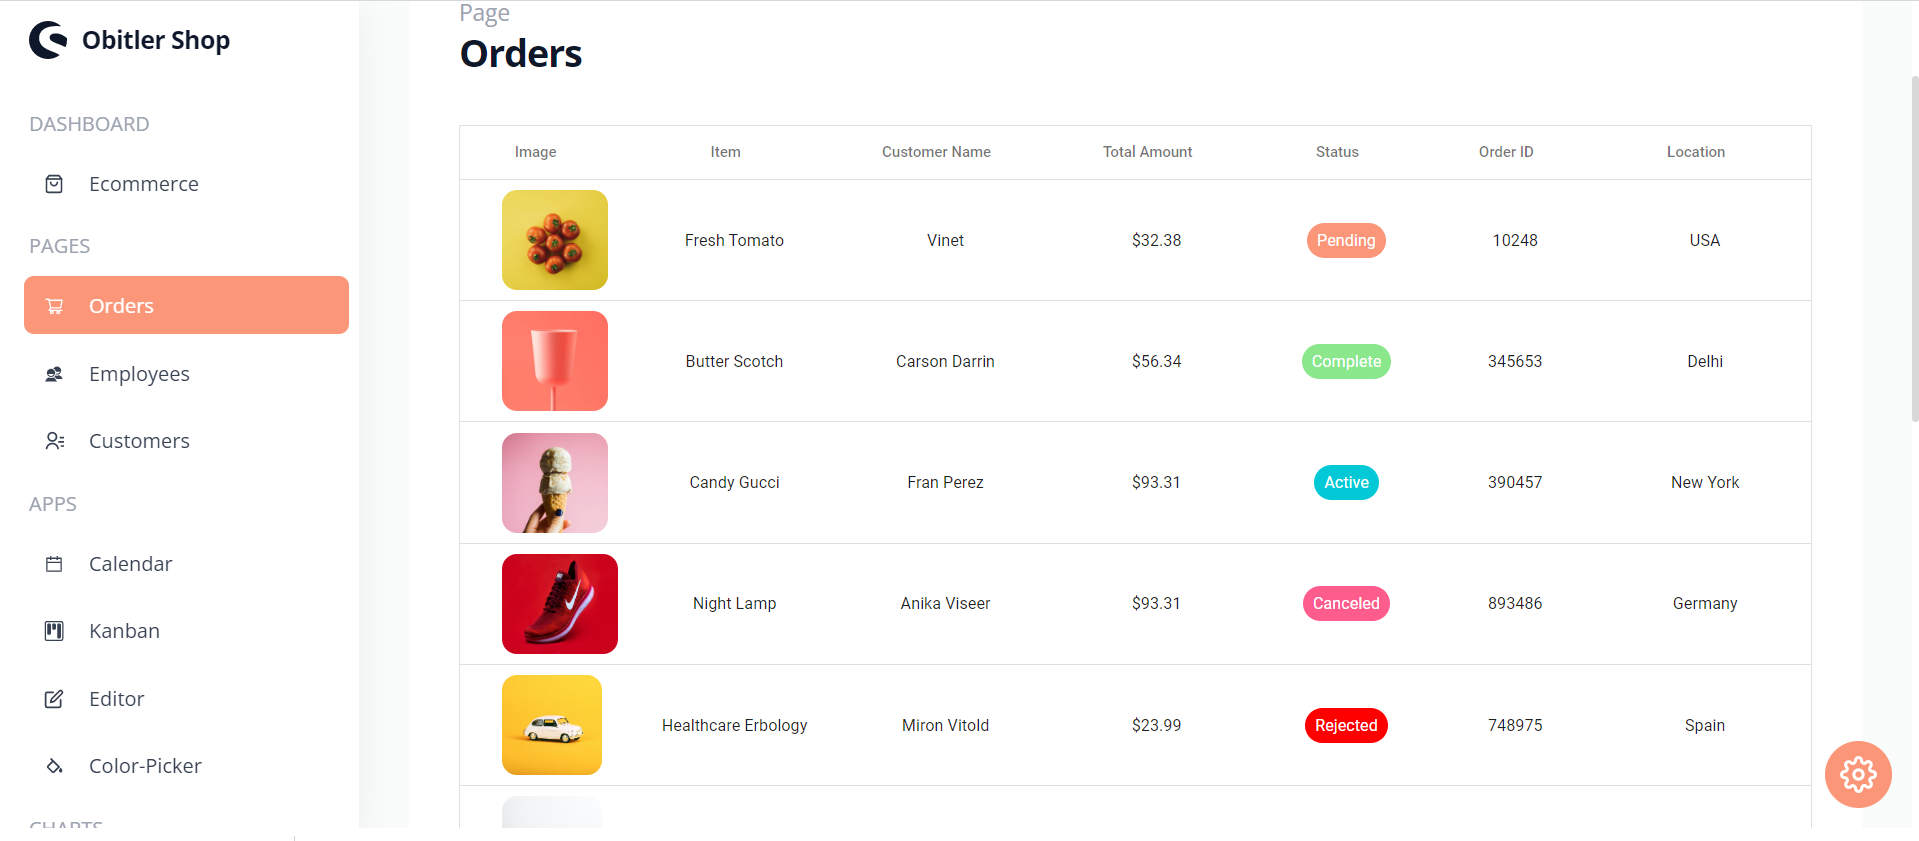 Obitler Shop
DASHBOARD
Ecommerce
PAGES
Orders
Employees
Customers
APPS
Calendar
Kanban
Editor
Color-Picker
CHARTS
Page
Orders
Image Item Customer Name Total Amount Status Order ID Location
Fresh Tomato Vinet $32.38 Pending 10248 USA
Butter Scotch Carson Darrin $56.34 Complete 345653 Delhi
Candy Gucci Fran Perez $93.31 Active 390457 New York
Night Lamp Anika Viseer $93.31 Canceled 893486 Germany
Healthcare Erbology Miron Vitold $23.99 Rejected 748975 Spain